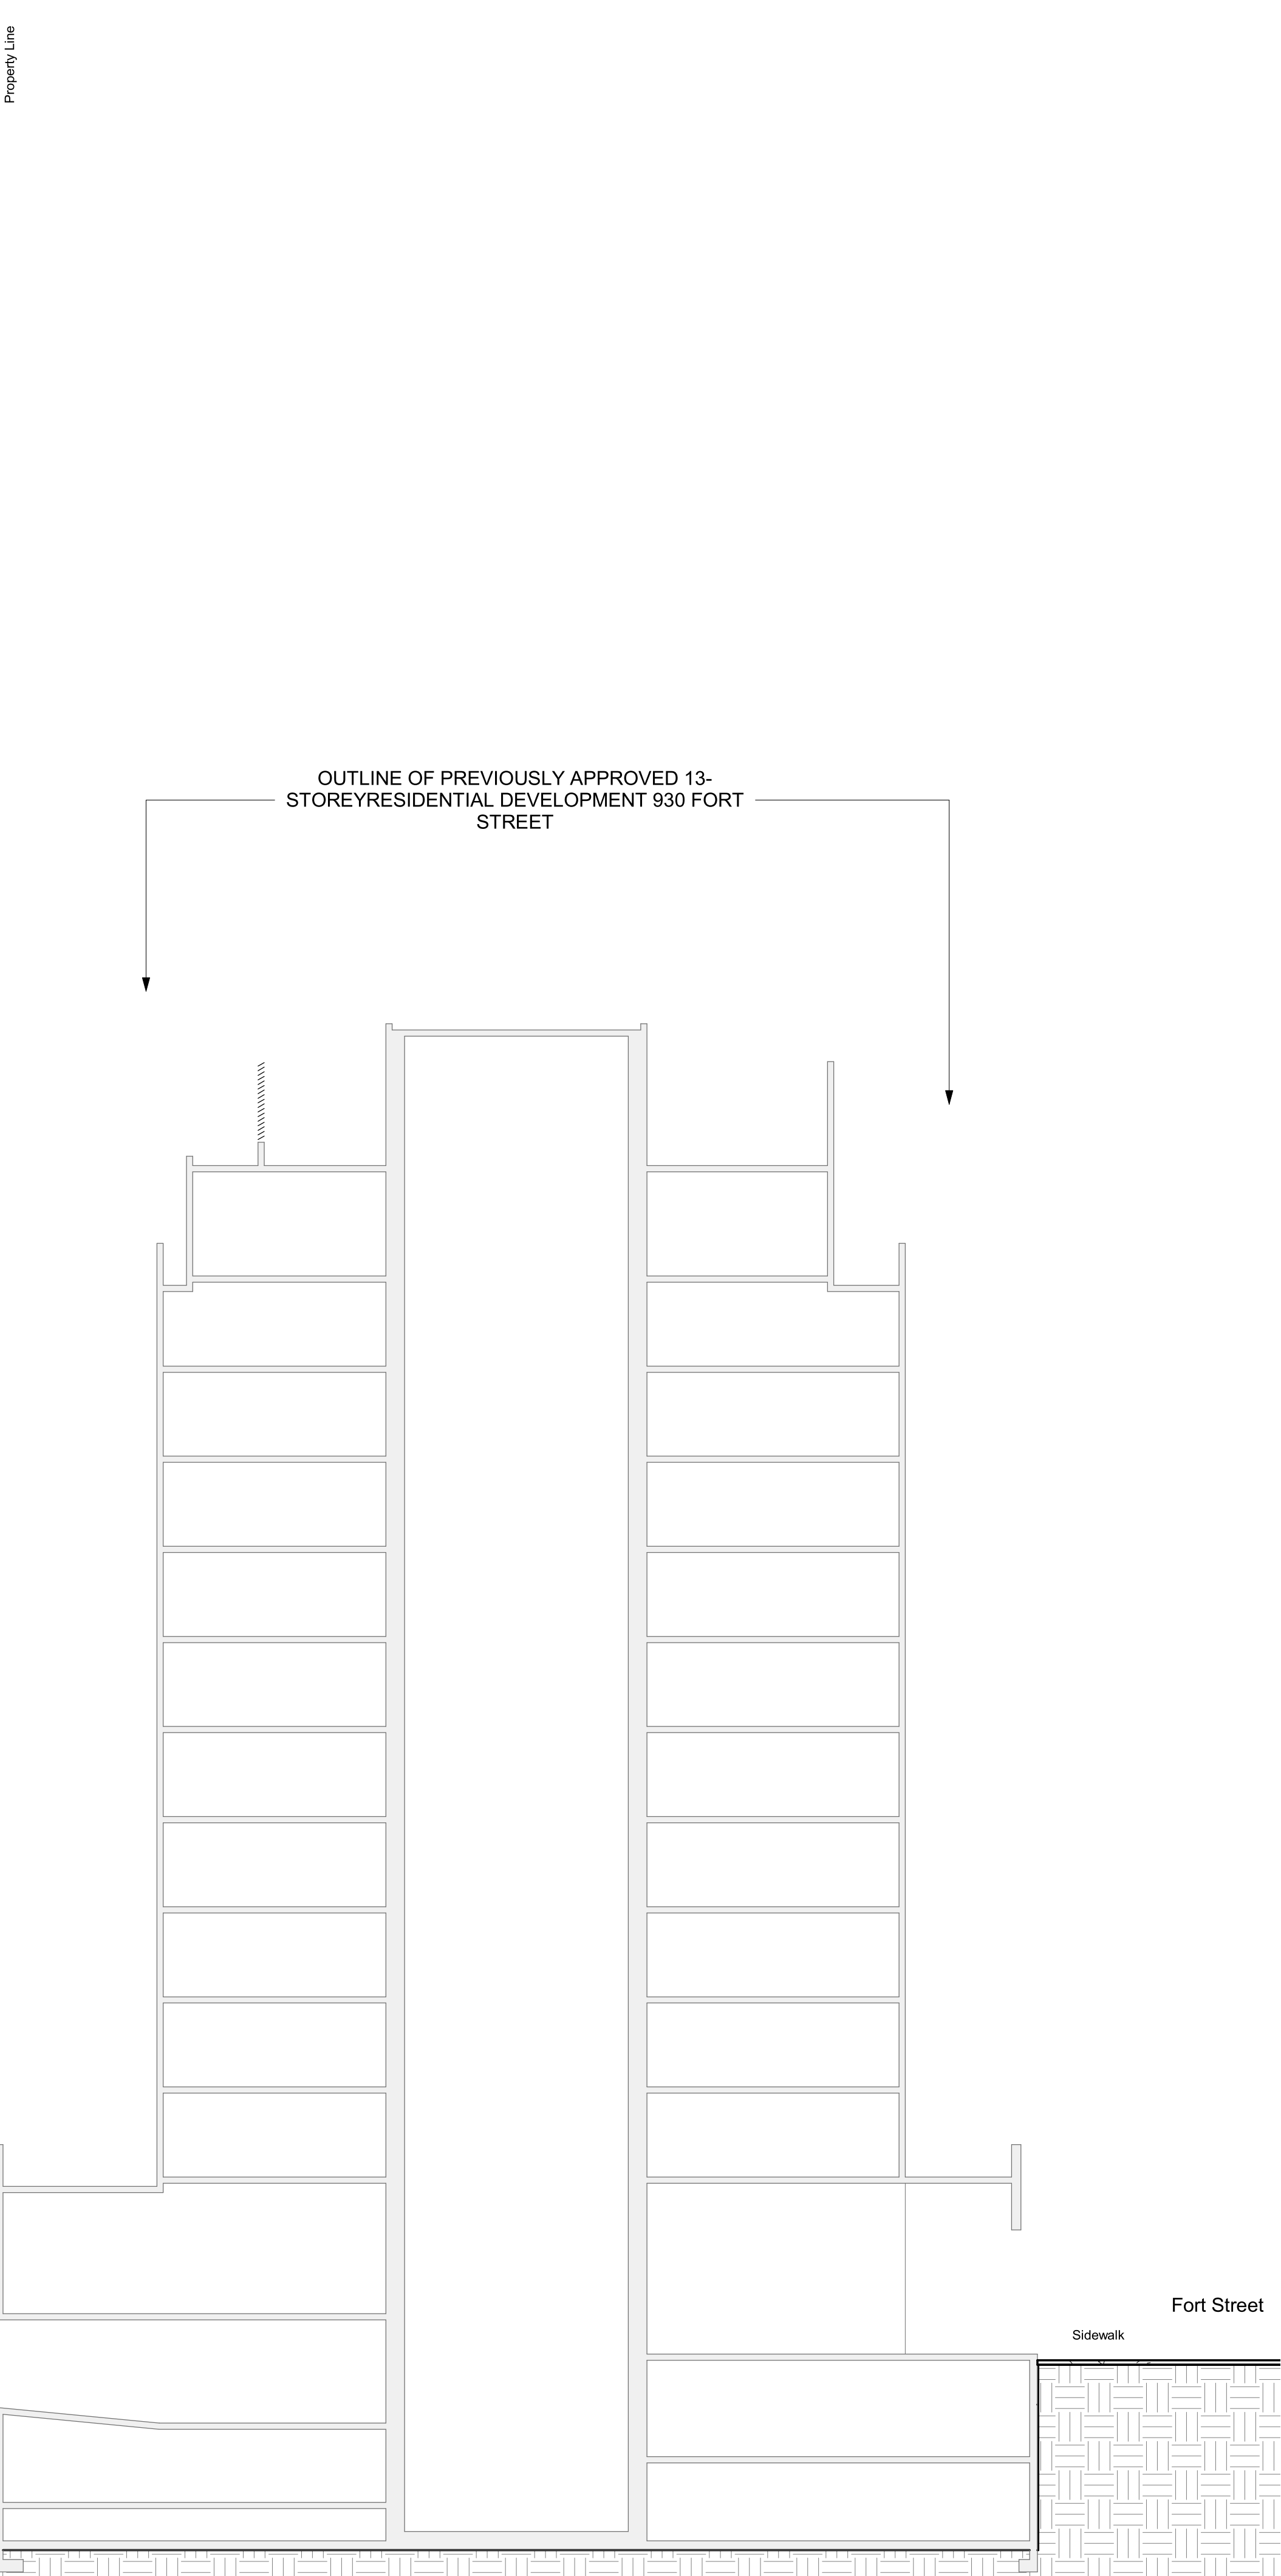 Property Line
OUTLINE OF PREVIOUSLY APPROVED 13-
STOREYRESIDENTIAL DEVELOPMENT 930 FORT
STREET
Fort Street
Sidewalk